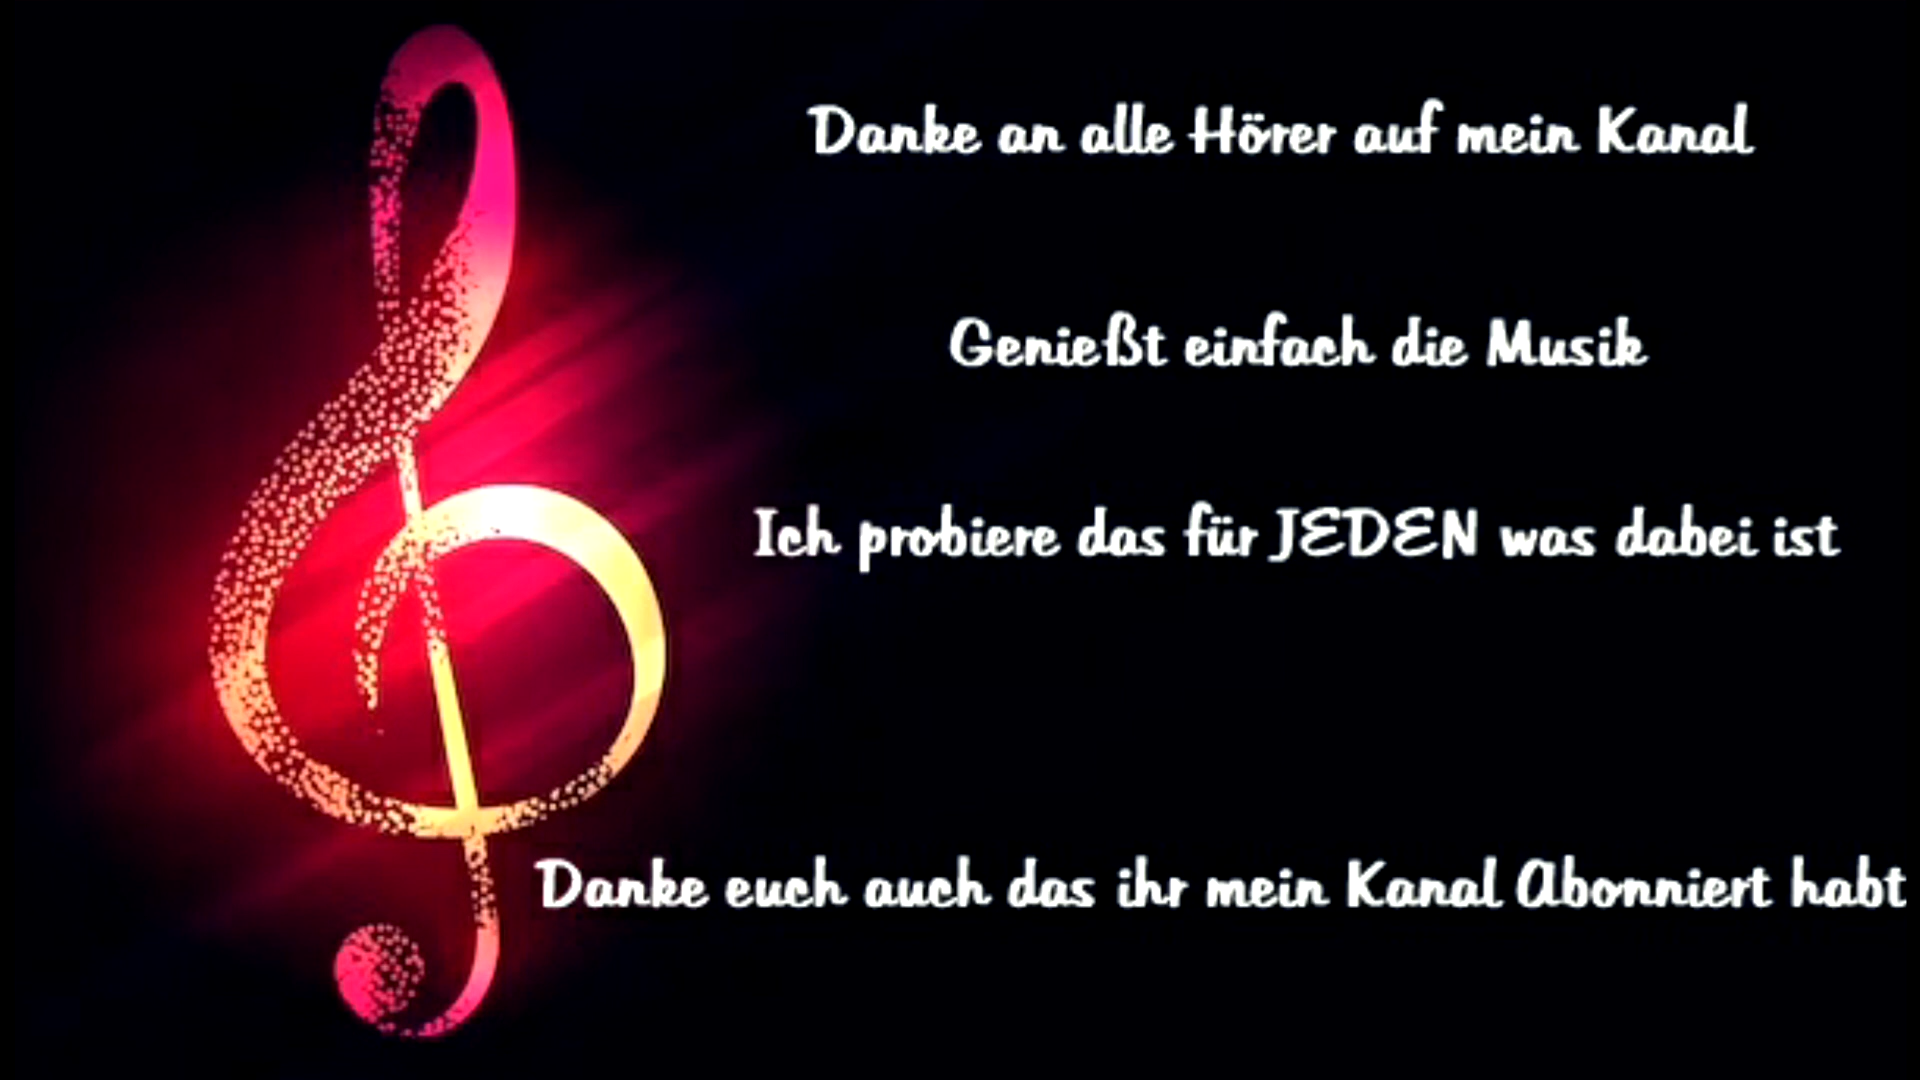 Danke an alle Hörer auf mein Kanal
Genießt einfach die Musik
Ich probiere das für JEDEN was dabei ist
Danke euch auch das ihr mein Kanal Abonniert habt